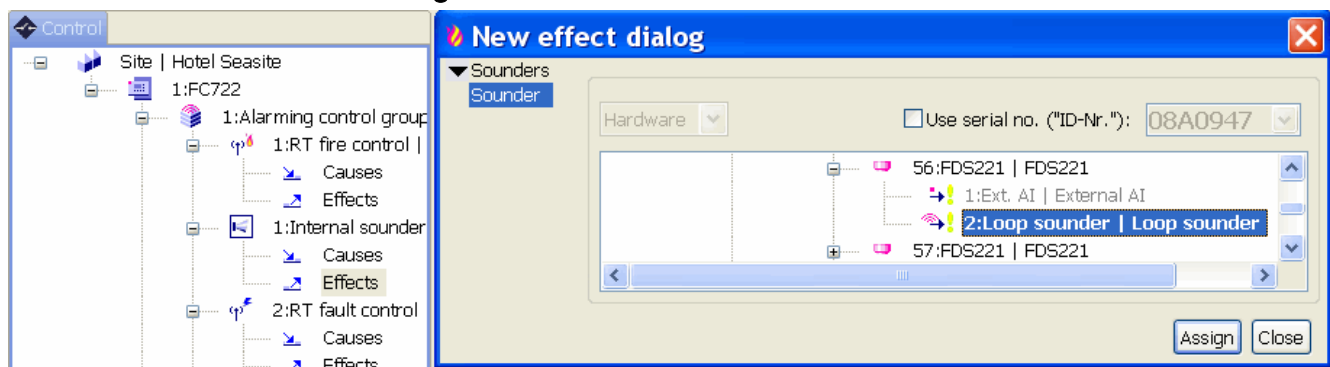 Control
Site | Hotel Seasite
1:FC722
1:Alarming control group
1:RT fire control |
Causes
Effects
1:Internal sounder
Causes
Effects
2:RT fault control
Causes
Effects
New effect dialog
Sounders
Sounder
Hardware
Use serial no. ("ID-Nr."): 08A0947
56:FDS221 | FDS221
1:Ext. AI | External AI
2:Loop sounder | Loop sounder
57:FDS221 | FDS221
Assign Close